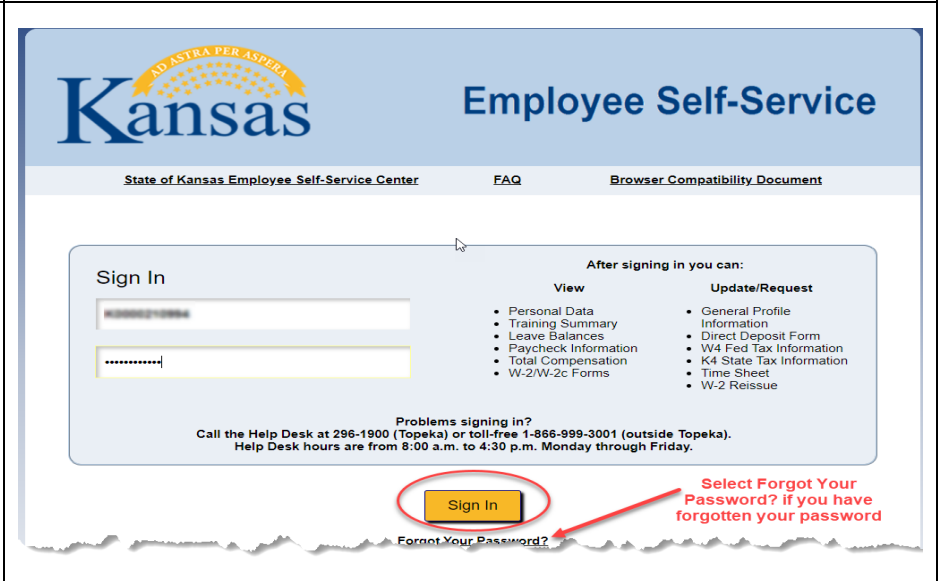 AD ASTRA PER ASPERA
Kansas
Employee Self-Service
State of Kansas Employee Self-Service Center FAQ Browser Compatibility Document
Sign In
After signing in you can:
View
Personal Data
Training Summary
Leave Balances
Paycheck Information
Total Compensation
W-2/W-2c Forms
Update/Request
General Profile
Information
Direct Deposit Form
W4 Fed Tax Information
K4 State Tax Information
Time Sheet
W-2 Reissue
Problems signing in?
Call the Help Desk at 296-1900 (Topeka) or toll-free 1-866-999-3001 (outside Topeka).
Help Desk hours are from 8:00 a.m. to 4:30 p.m. Monday through Friday.
Sign In
Select Forgot Your
Password? if you have
forgotten your password
Forgot Your Password?